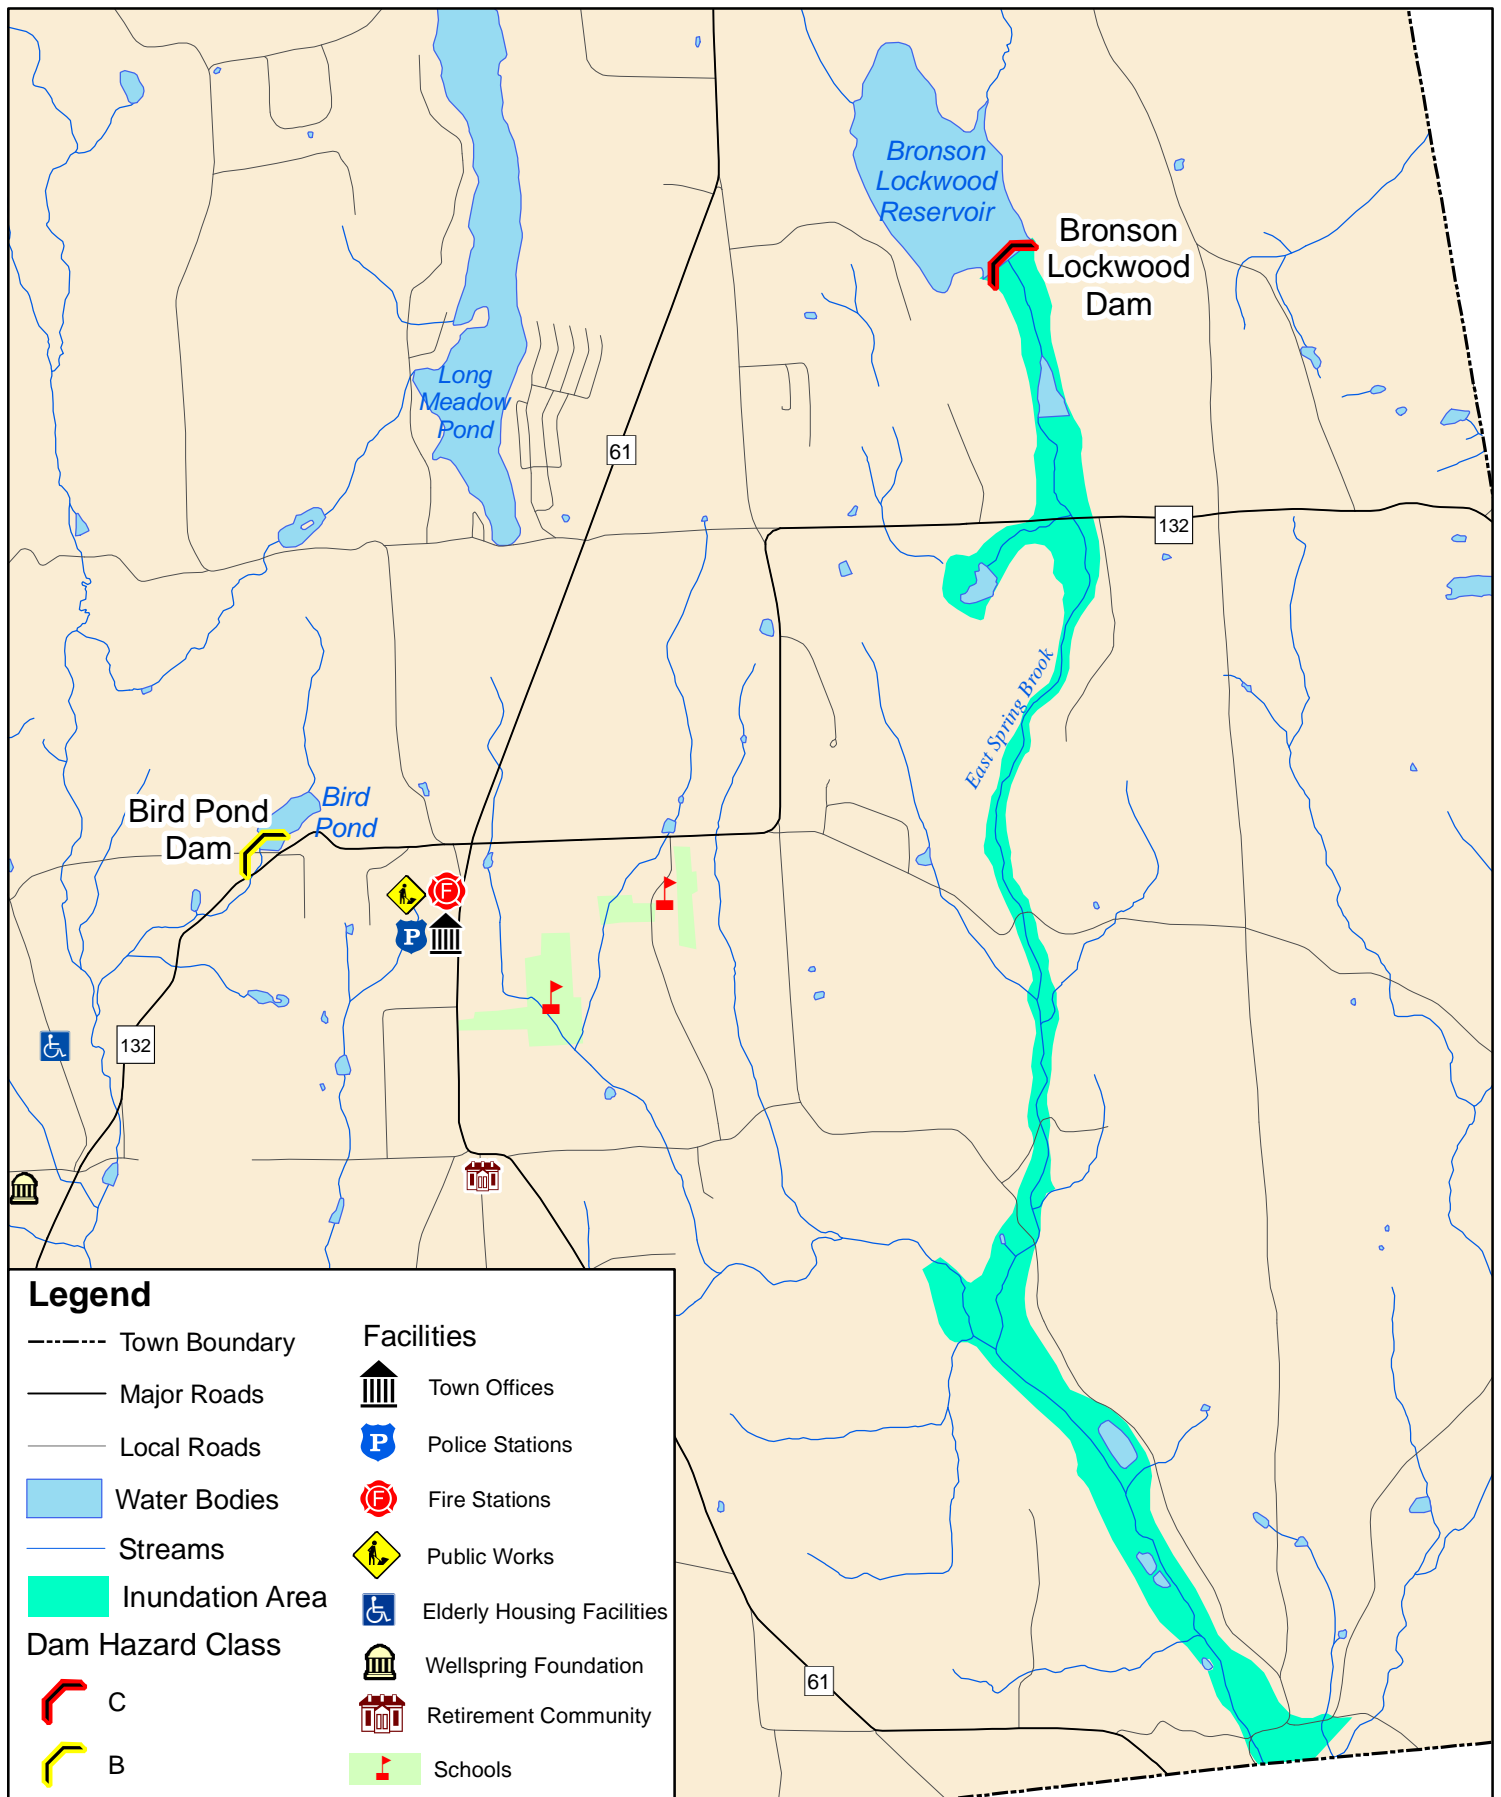 Bronson
Lockwood
Reservoir
Bronson
Lockwood
Dam
Long
Meadow
Pond
61
132
East Spring Brook
Bird Pond
Dam
Bird
Pond
F
P
132
61
Legend
Town Boundary
Major Roads
Local Roads
Water Bodies
Streams
Inundation Area
Dam Hazard Class
C
B
Facilities
Town Offices
P
Police Stations
F
Fire Stations
Public Works
Elderly Housing Facilities
Wellspring Foundation
Retirement Community
Schools